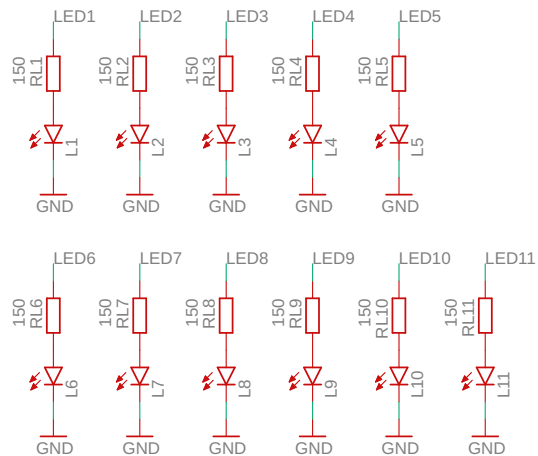 LED1 LED2 LED3 LED4 LED5
150 RL1 150 RL2 150 RL3 150 RL4 150 RL5
L1 L2 L3 L4 L5
GND GND GND GND GND
LED6 LED7 LED8 LED9 LED10 LED11
150 RL6 150 RL7 150 RL8 150 RL9 150 RL10 150 RL11
L6 L7 L8 L9 L10 L11
GND GND GND GND GND GND